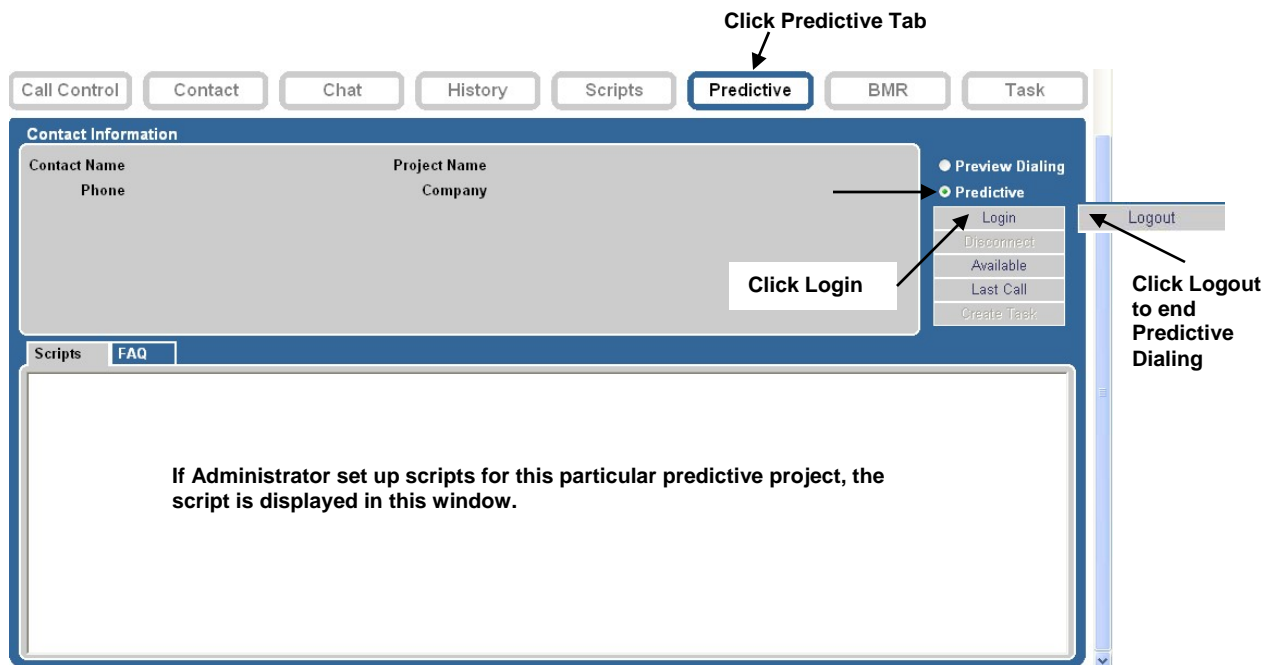 Click Predictive Tab
Call Control Contact Chat History Scripts Predictive BMR Task
Contact Information
Contact Name Project Name
Phone Company
Preview Dialing
Predictive
Login
Disconnect
Available
Last Call
Create Task
Logout
Click Login
Click Logout
to end
Predictive
Dialing
Scripts FAQ
If Administrator set up scripts for this particular predictive project, the
script is displayed in this window.